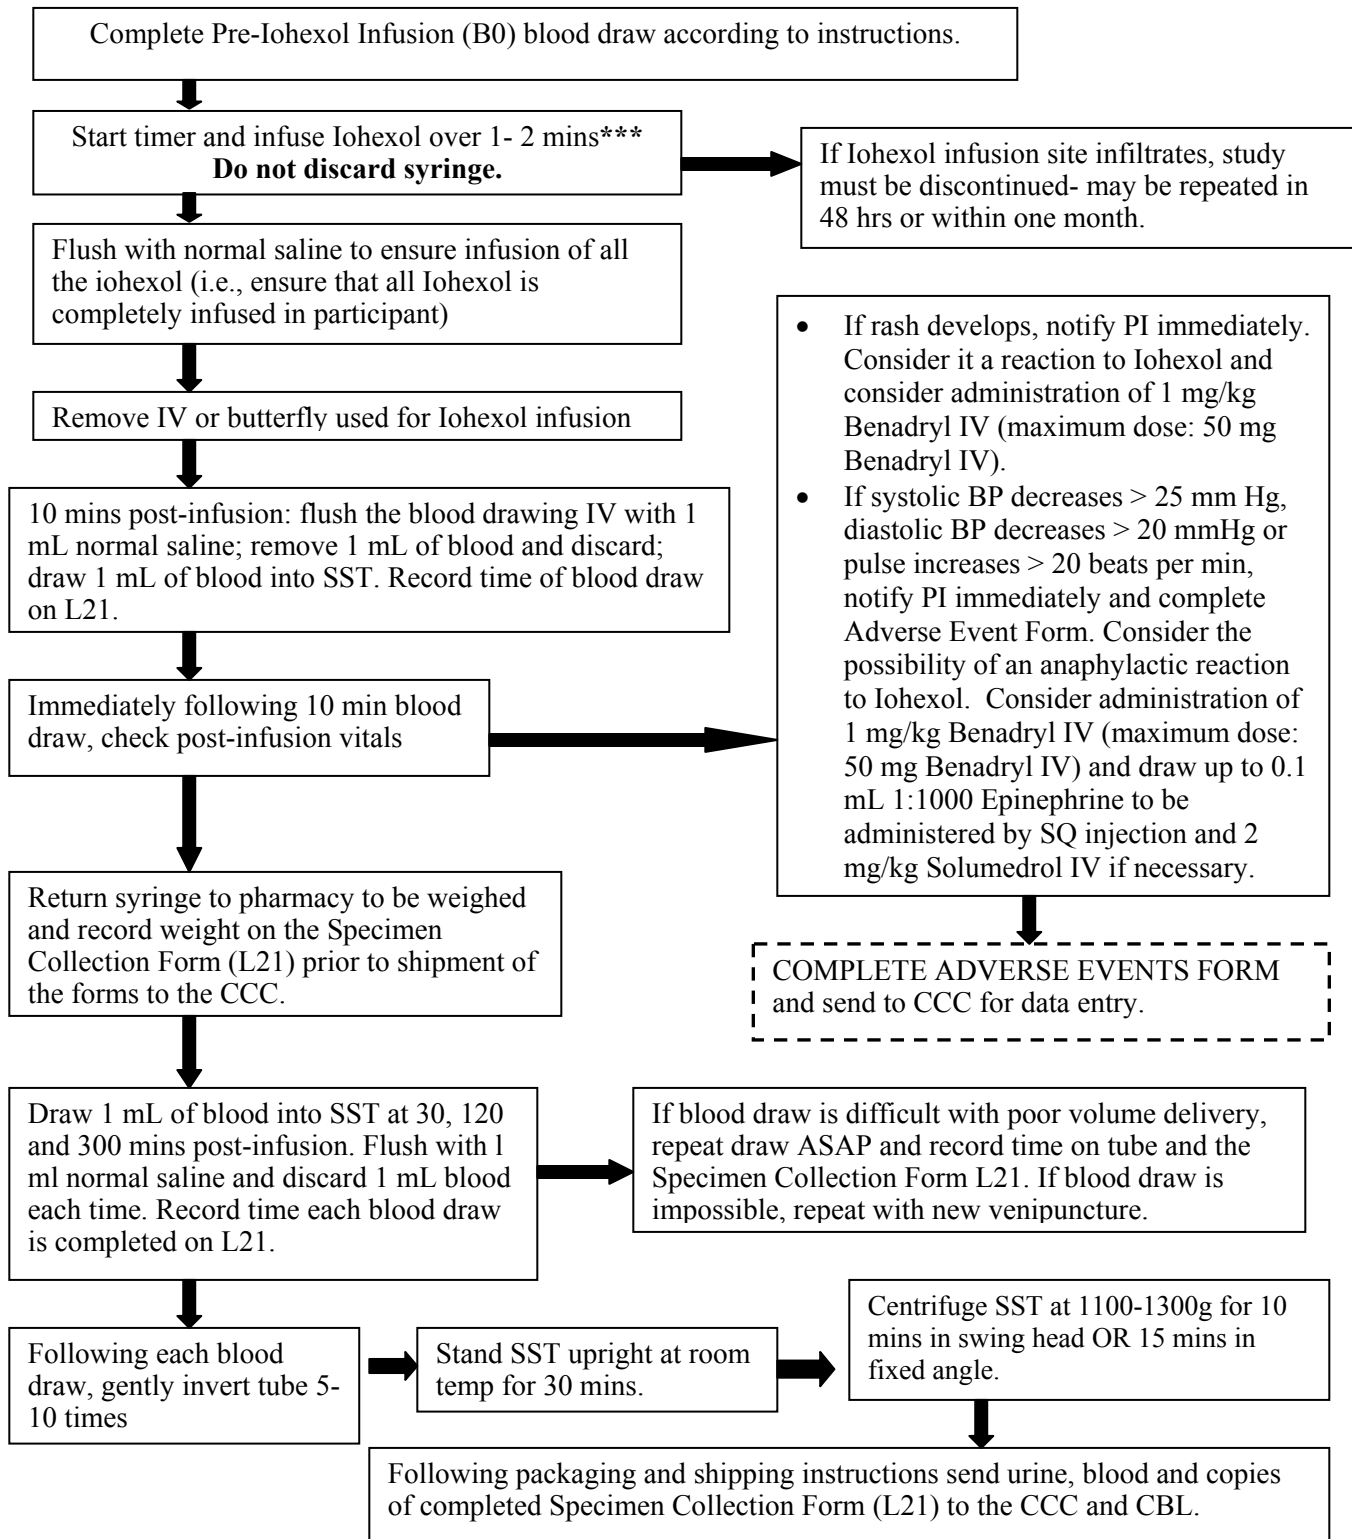 Complete Pre-Iohexol Infusion (B0) blood draw according to instructions.
Start timer and infuse Iohexol over 1- 2 mins***
Do not discard syringe.
If Iohexol infusion site infiltrates, study
must be discontinued- may be repeated in
48 hrs or within one month.
Flush with normal saline to ensure infusion of all
the iohexol (i.e., ensure that all Iohexol is
completely infused in participant)
Remove IV or butterfly used for Iohexol infusion
10 mins post-infusion: flush the blood drawing IV with 1
mL normal saline; remove 1 mL of blood and discard;
draw 1 mL of blood into SST. Record time of blood draw
on L21.
Immediately following 10 min blood
draw, check post-infusion vitals
• If rash develops, notify PI immediately.
Consider it a reaction to Iohexol and
consider administration of 1 mg/kg
Benadryl IV (maximum dose: 50 mg
Benadryl IV).
• If systolic BP decreases > 25 mm Hg,
diastolic BP decreases > 20 mmHg or
pulse increases > 20 beats per min,
notify PI immediately and complete
Adverse Event Form. Consider the
possibility of an anaphylactic reaction
to Iohexol.  Consider administration of
1 mg/kg Benadryl IV (maximum dose:
50 mg Benadryl IV) and draw up to 0.1
mL 1:1000 Epinephrine to be
administered by SQ injection and 2
mg/kg Solumedrol IV if necessary.
COMPLETE ADVERSE EVENTS FORM
and send to CCC for data entry.
Return syringe to pharmacy to be weighed
and record weight on the Specimen
Collection Form (L21) prior to shipment of
the forms to the CCC.
Draw 1 mL of blood into SST at 30, 120
and 300 mins post-infusion. Flush with 1
ml normal saline and discard 1 mL blood
each time. Record time each blood draw
is completed on L21.
If blood draw is difficult with poor volume delivery,
repeat draw ASAP and record time on tube and the
Specimen Collection Form L21. If blood draw is
impossible, repeat with new venipuncture.
Following each blood
draw, gently invert tube 5-
10 times
Stand SST upright at room
temp for 30 mins.
Centrifuge SST at 1100-1300g for 10
mins in swing head OR 15 mins in
fixed angle.
Following packaging and shipping instructions send urine, blood and copies
of completed Specimen Collection Form (L21) to the CCC and CBL.